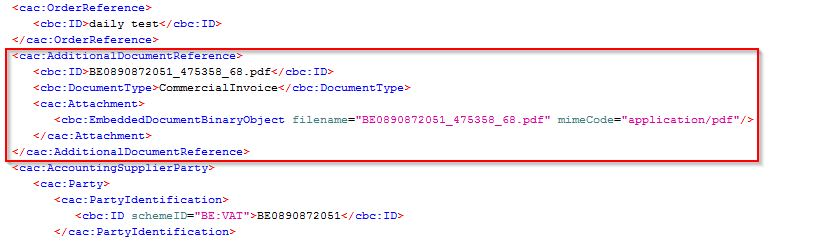 <cac:OrderReference>
<cbc:ID>daily test</cbc:ID>
</cac:OrderReference>
<cac:AdditionalDocumentReference>
<cbc:ID>BE0890872051_475358_68.pdf</cbc:ID>
<cbc:DocumentType>CommercialInvoice</cbc:DocumentType>
<cac:Attachment>
<cbc:EmbeddedDocumentBinaryObject filename="BE0890872051_475358_68.pdf" mimeCode="application/pdf"/>
</cac:Attachment>
</cac:AdditionalDocumentReference>
<cac:AccountingSupplierParty>
<cac:Party>
<cac:PartyIdentification>
<cbc:ID schemeID="BE:VAT">BE0890872051</cbc:ID>
</cac:PartyIdentification>